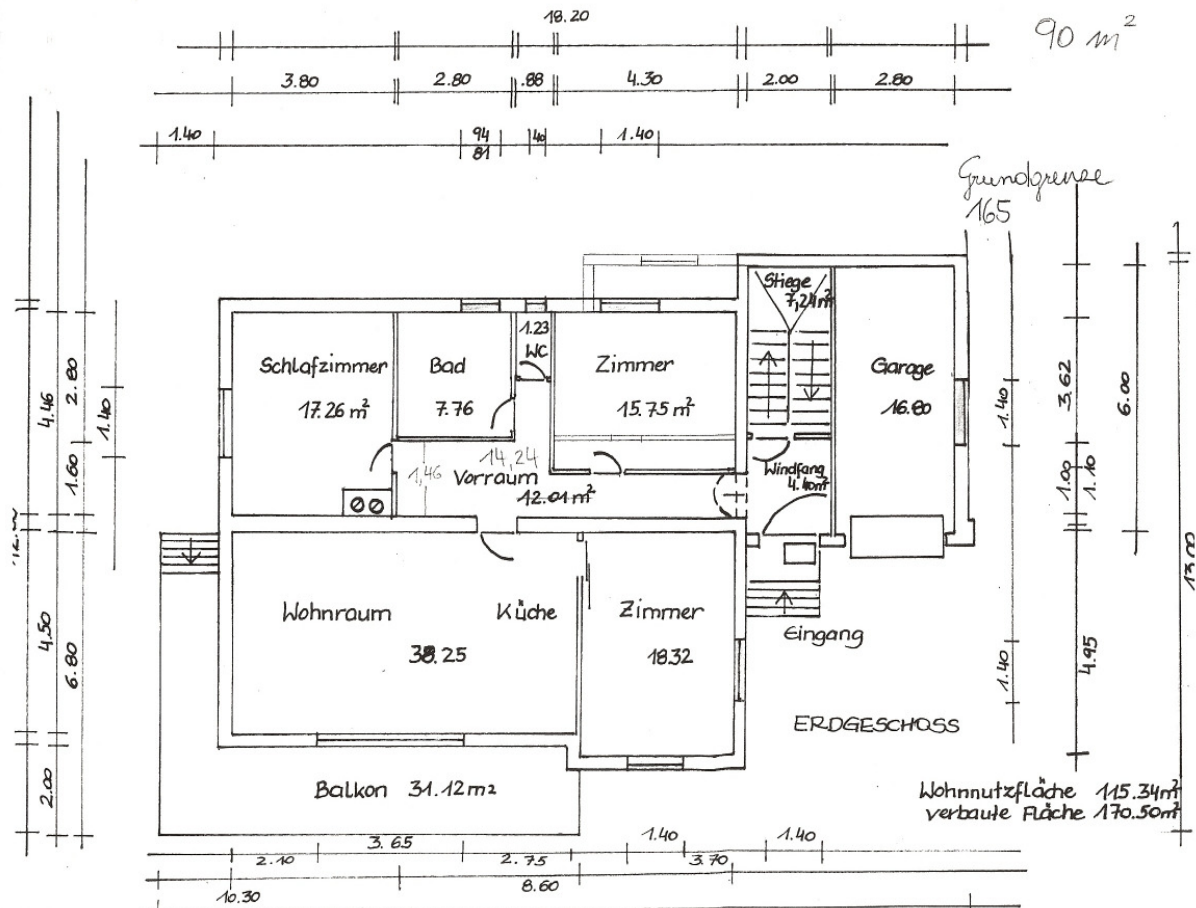 18.20
90 m²
3.80 2.80 .88 4.30 2.00 2.80
1.40 94 40 1.40
81
Grundgrenze
165
Stiege
7,24m²
1.23
WC
Schlafzimmer Bad Zimmer Garage
17.26 m² 7.76 15.75 m² 16.80
14,24
1,46 Vorraum
12.01 m²
Windfang
4.40m²
4.46 2.80 1.40
1.60
4.50 6.80
2.00
1.40 3.62 6.00
1.00 1.10
13.00
1.40 4.95
Wohnraum Küche Zimmer
38.25 18.32
Eingang
ERDGESCHOSS
Balkon 31.12m2
Wohnnutzfläche 115.34m²
verbaute Fläche 170.50m²
3.65 1.40 1.40
2.10 2.75 3.70
8.60
10.30